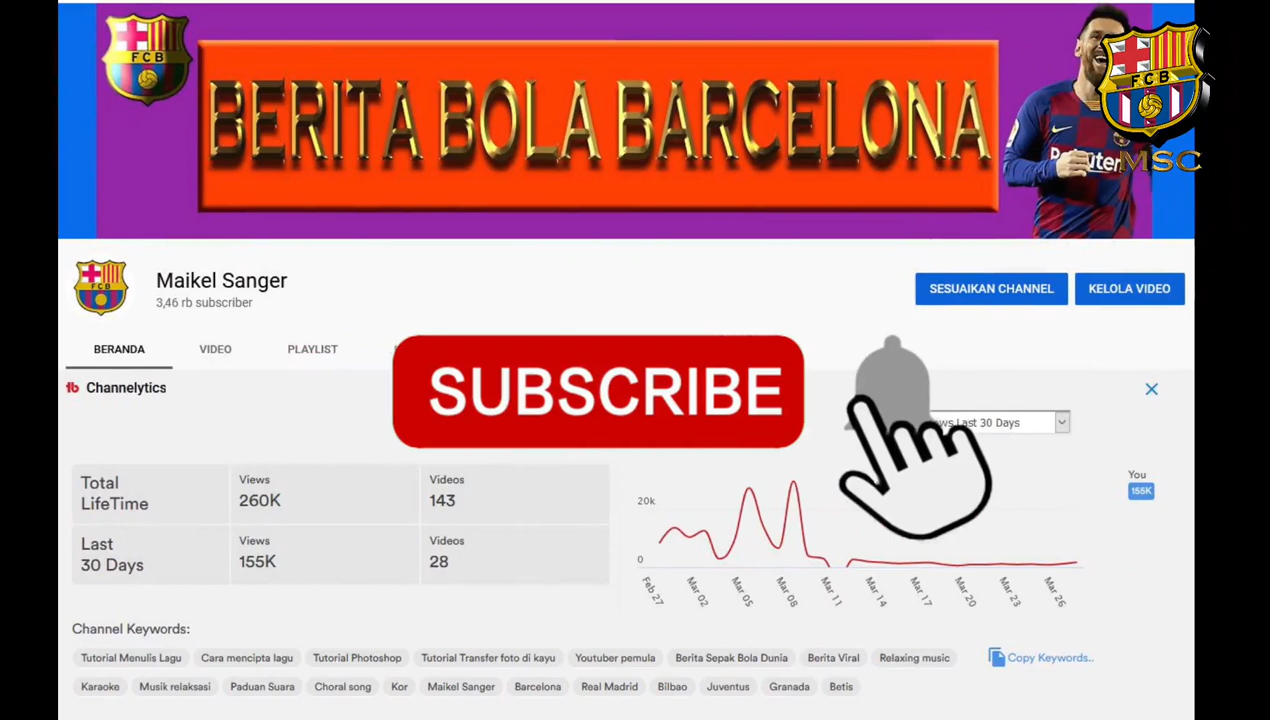 FCB
BERITA BOLA BARCELONA
FCB
MSC
Rakuten
FCB
Maikel Sanger
3,46 rb subscriber
SESUAIKAN CHANNEL
KELOLA VIDEO
BERANDA
VIDEO
PLAYLIST
SUBSCRIBE
tb Channelytics
Last 30 Days
Total
LifeTime
Views
260K
Videos
143
Last
30 Days
Views
155K
Videos
28
20k
0
Feb 27
Mar 02
Mar 05
Mar 08
Mar 11
Mar 14
Mar 17
Mar 20
Mar 23
Mar 26
You
155K
Channel Keywords:
Tutorial Menulis Lagu
Cara mencipta lagu
Tutorial Photoshop
Tutorial Transfer foto di kayu
Youtuber pemula
Berita Sepak Bola Dunia
Berita Viral
Relaxing music
Copy Keywords..
Karaoke
Musik relaksasi
Paduan Suara
Choral song
Kor
Maikel Sanger
Barcelona
Real Madrid
Bilbao
Juventus
Granada
Betis